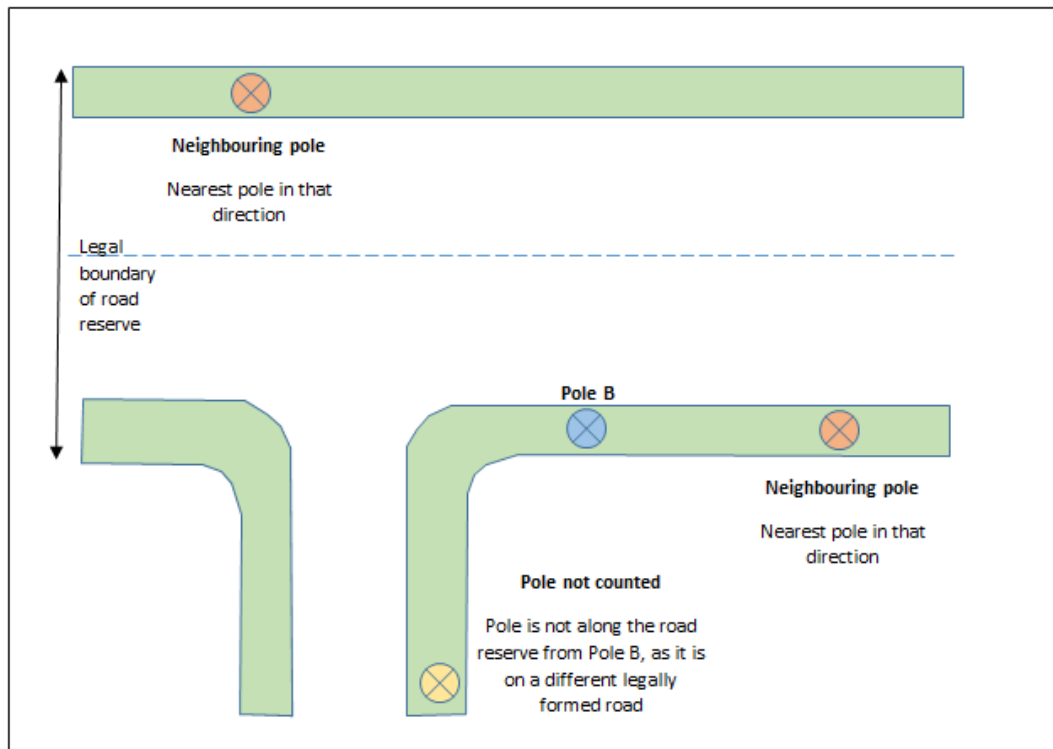 Neighbouring pole
Nearest pole in that
direction
Legal
boundary
of road
reserve
Pole B
Neighbouring pole
Nearest pole in that
direction
Pole not counted
Pole is not along the road
reserve from Pole B, as it is
on a different legally
formed road